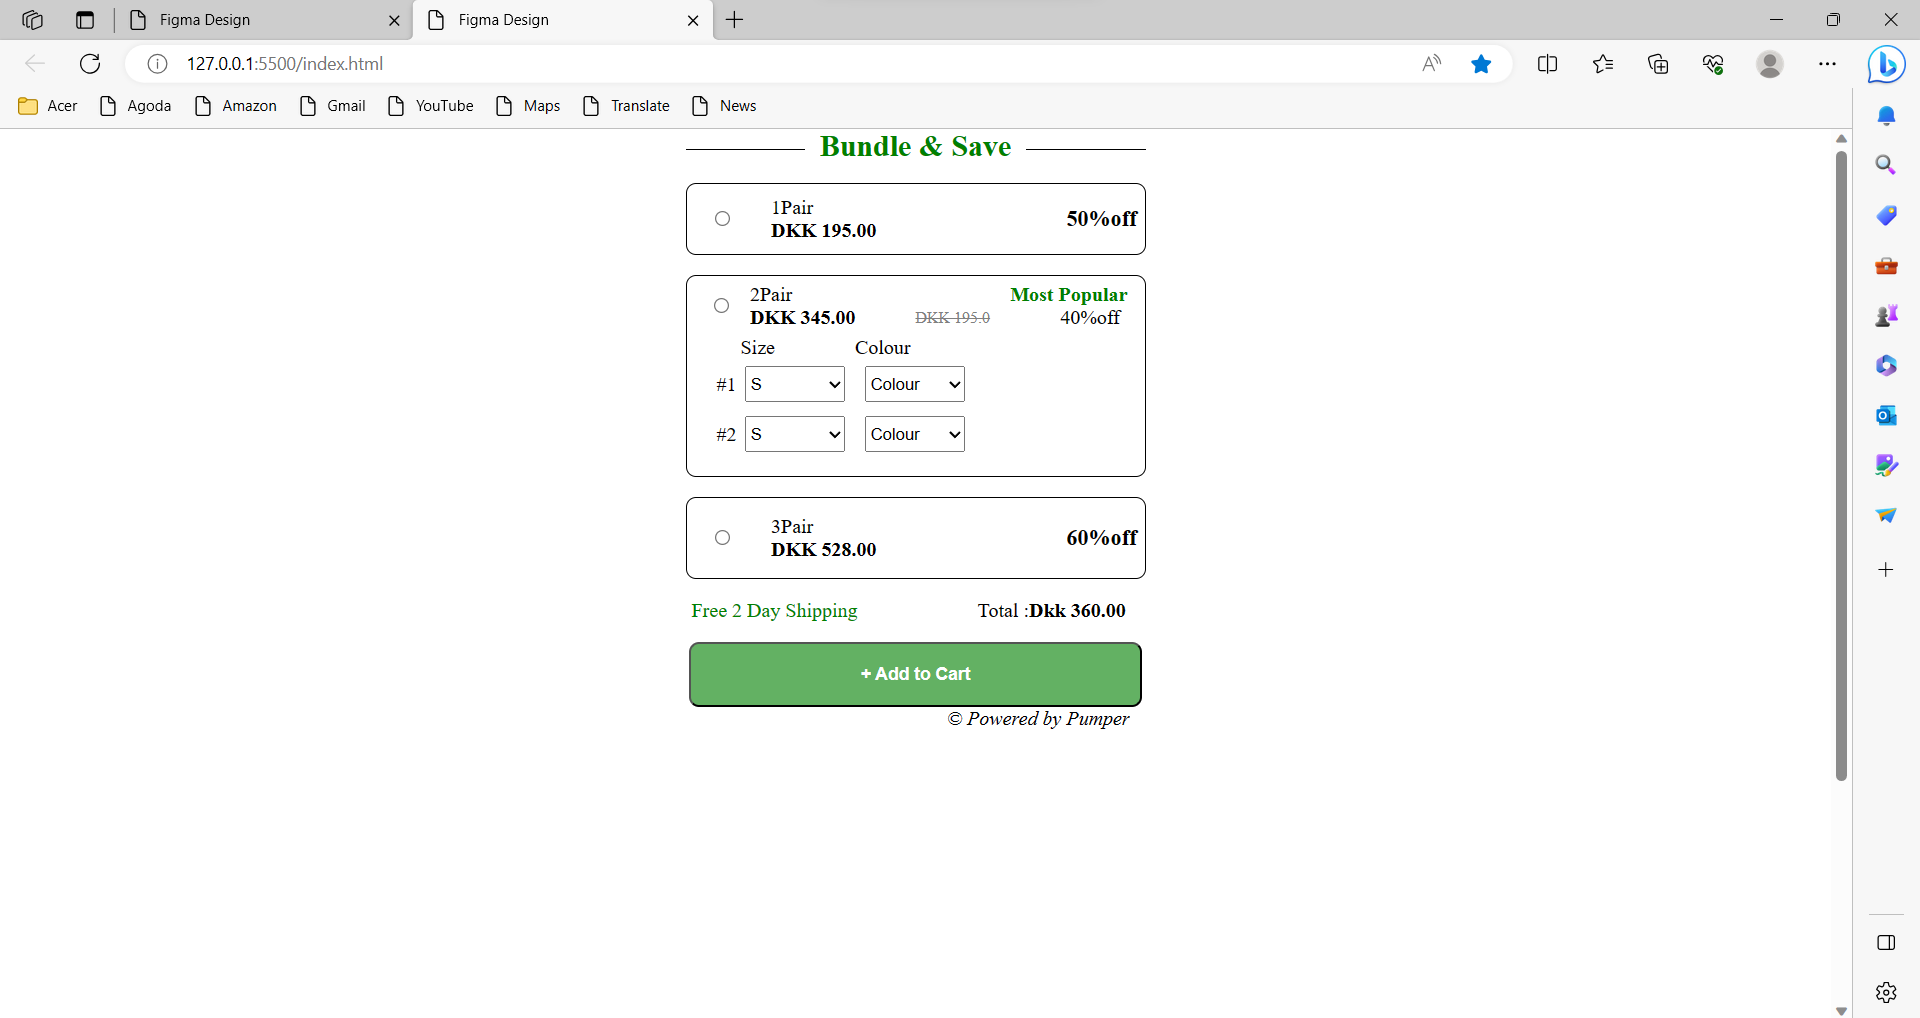 Figma Design
Figma Design
127.0.0.1:5500/index.html
Acer Agoda Amazon Gmail YouTube Maps Translate News
Bundle & Save
1Pair
DKK 195.00
50%off
2Pair
Most Popular
DKK 345.00 DKK 195.0 40%off
Size Colour
#1 S Colour
#2 S Colour
3Pair
DKK 528.00
60%off
Free 2 Day Shipping Total :Dkk 360.00
+ Add to Cart
© Powered by Pumper